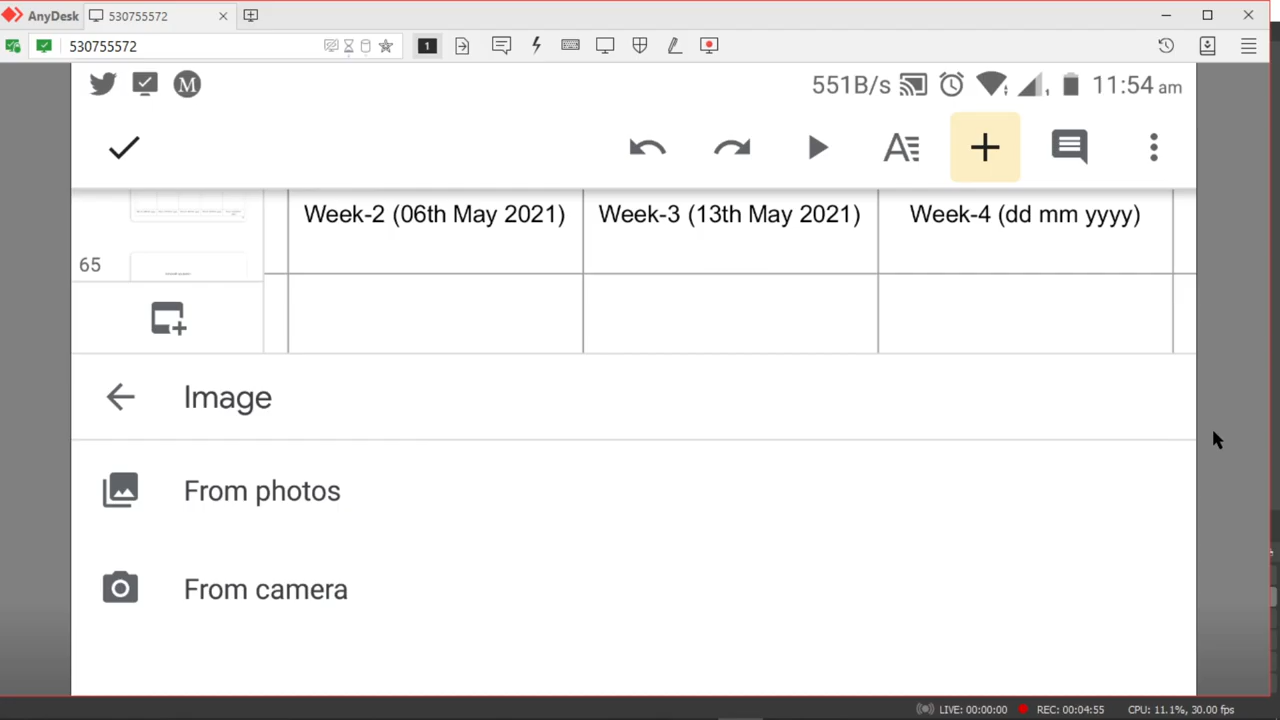 AnyDesk
530755572
530755572
1
M
551B/s
11:54 am
Week-2 (06th May 2021)
Week-3 (13th May 2021)
Week-4 (dd mm yyyy)
65
Image
From photos
From camera
LIVE: 00:00:00
REC: 00:04:55
CPU: 11.1%, 30.00 fps